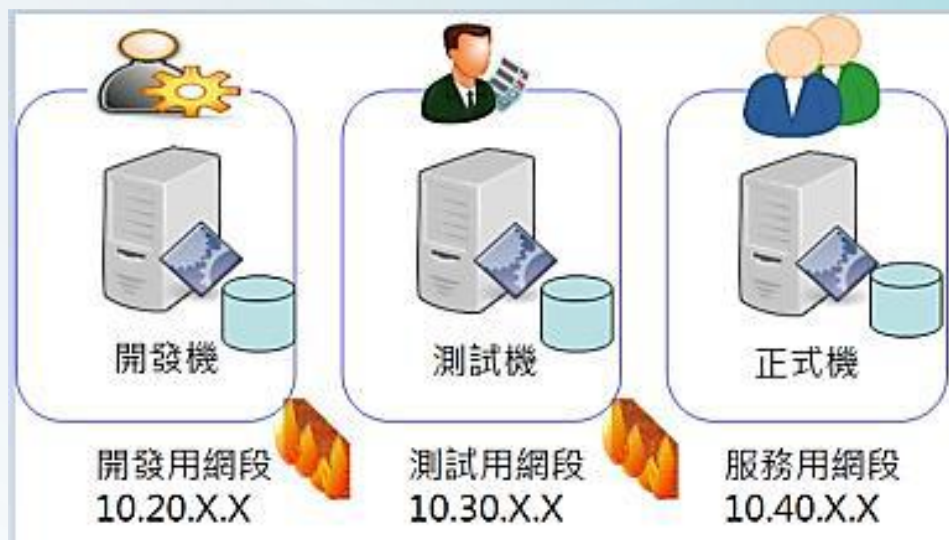 開發機
測試機
正式機
開發用網段
10.20.X.X
測試用網段
10.30.X.X
服務用網段
10.40.X.X